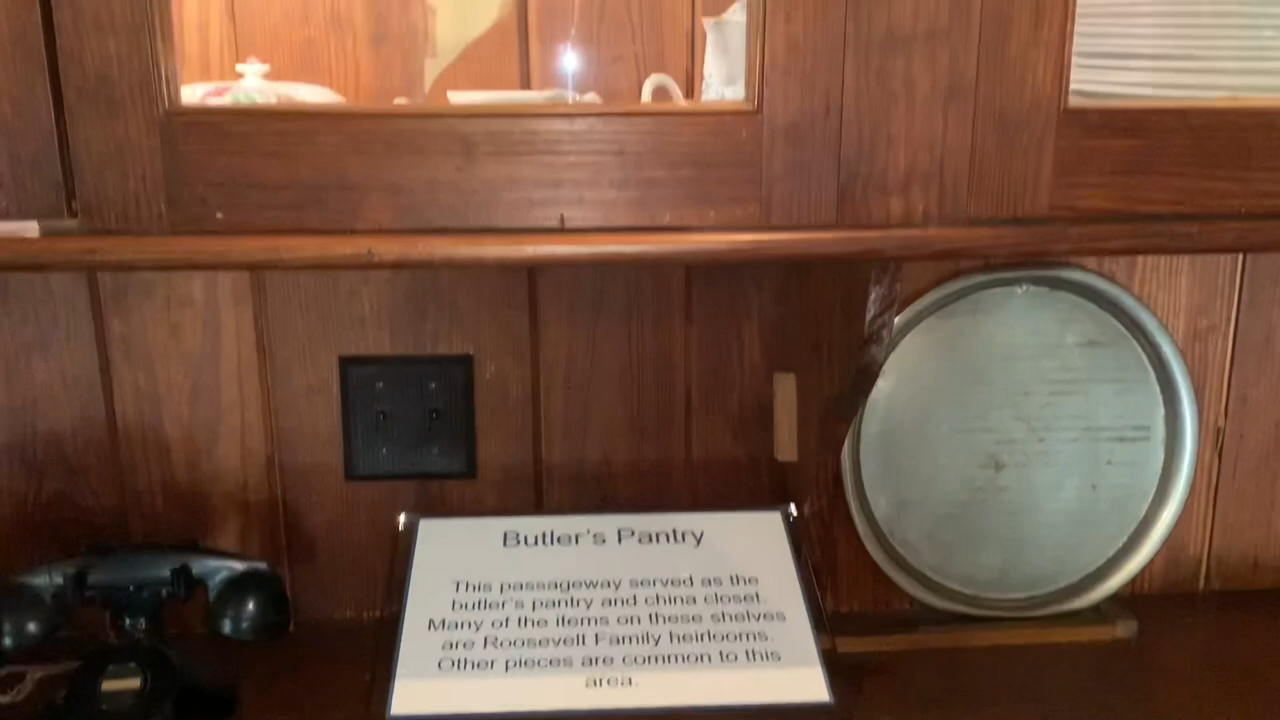 Butler's Pantry
This passageway served as the
butler's pantry and china closet.
Many of the items on these shelves
are Roosevelt Family heirlooms.
Other pieces are common to this
area.